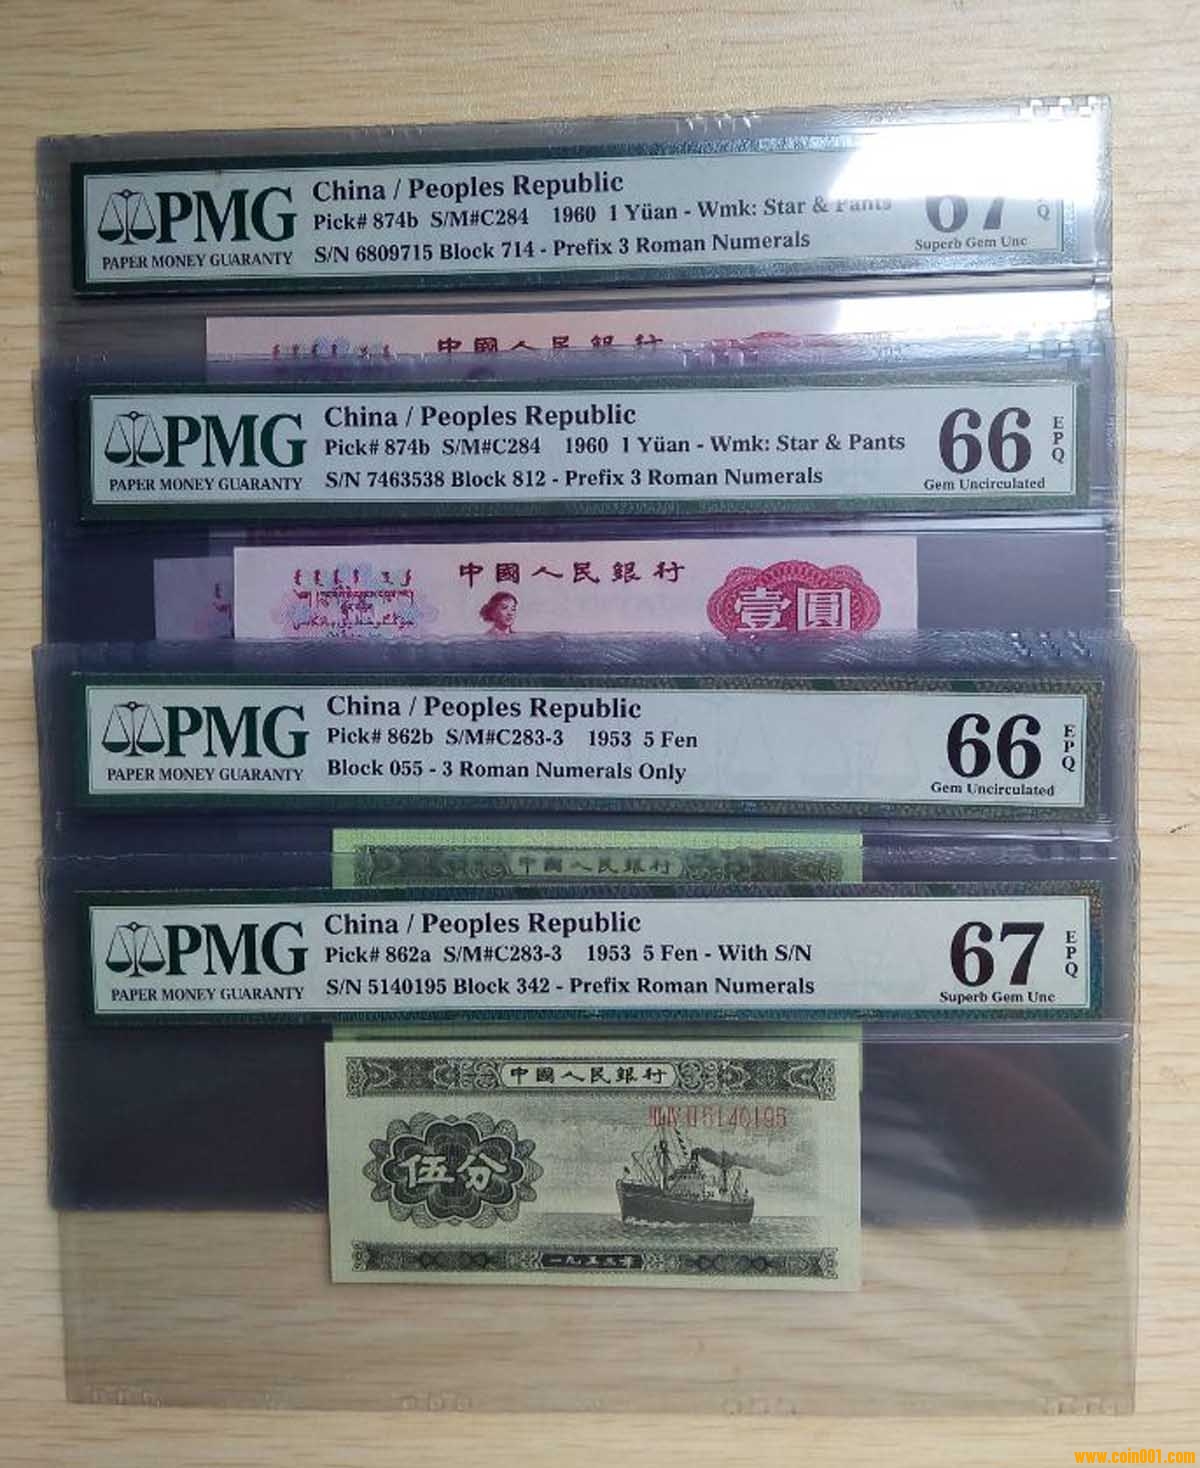 PMG
PAPER MONEY GUARANTY
China / Peoples Republic
Pick# 874b S/M#C284 1960 1 Yüan - Wmk: Star & Pants
S/N 6809715 Block 714 - Prefix 3 Roman Numerals
67
Superb Gem Unc
中國人民銀行
PMG
PAPER MONEY GUARANTY
China / Peoples Republic
Pick# 874b S/M#C284 1960 1 Yüan - Wmk: Star & Pants
S/N 7463538 Block 812 - Prefix 3 Roman Numerals
66
EPQ
Gem Uncirculated
中國人民銀行
壹圓
PMG
PAPER MONEY GUARANTY
China / Peoples Republic
Pick# 862b S/M#C283-3 1953 5 Fen
Block 055 - 3 Roman Numerals Only
66
EPQ
Gem Uncirculated
中國人民銀行
PMG
PAPER MONEY GUARANTY
China / Peoples Republic
Pick# 862a S/M#C283-3 1953 5 Fen - With S/N
S/N 5140195 Block 342 - Prefix Roman Numerals
67
EPQ
Superb Gem Unc
中國人民銀行
ⅢⅣⅡ 5140195
伍分
一九五三年
www.coin001.com